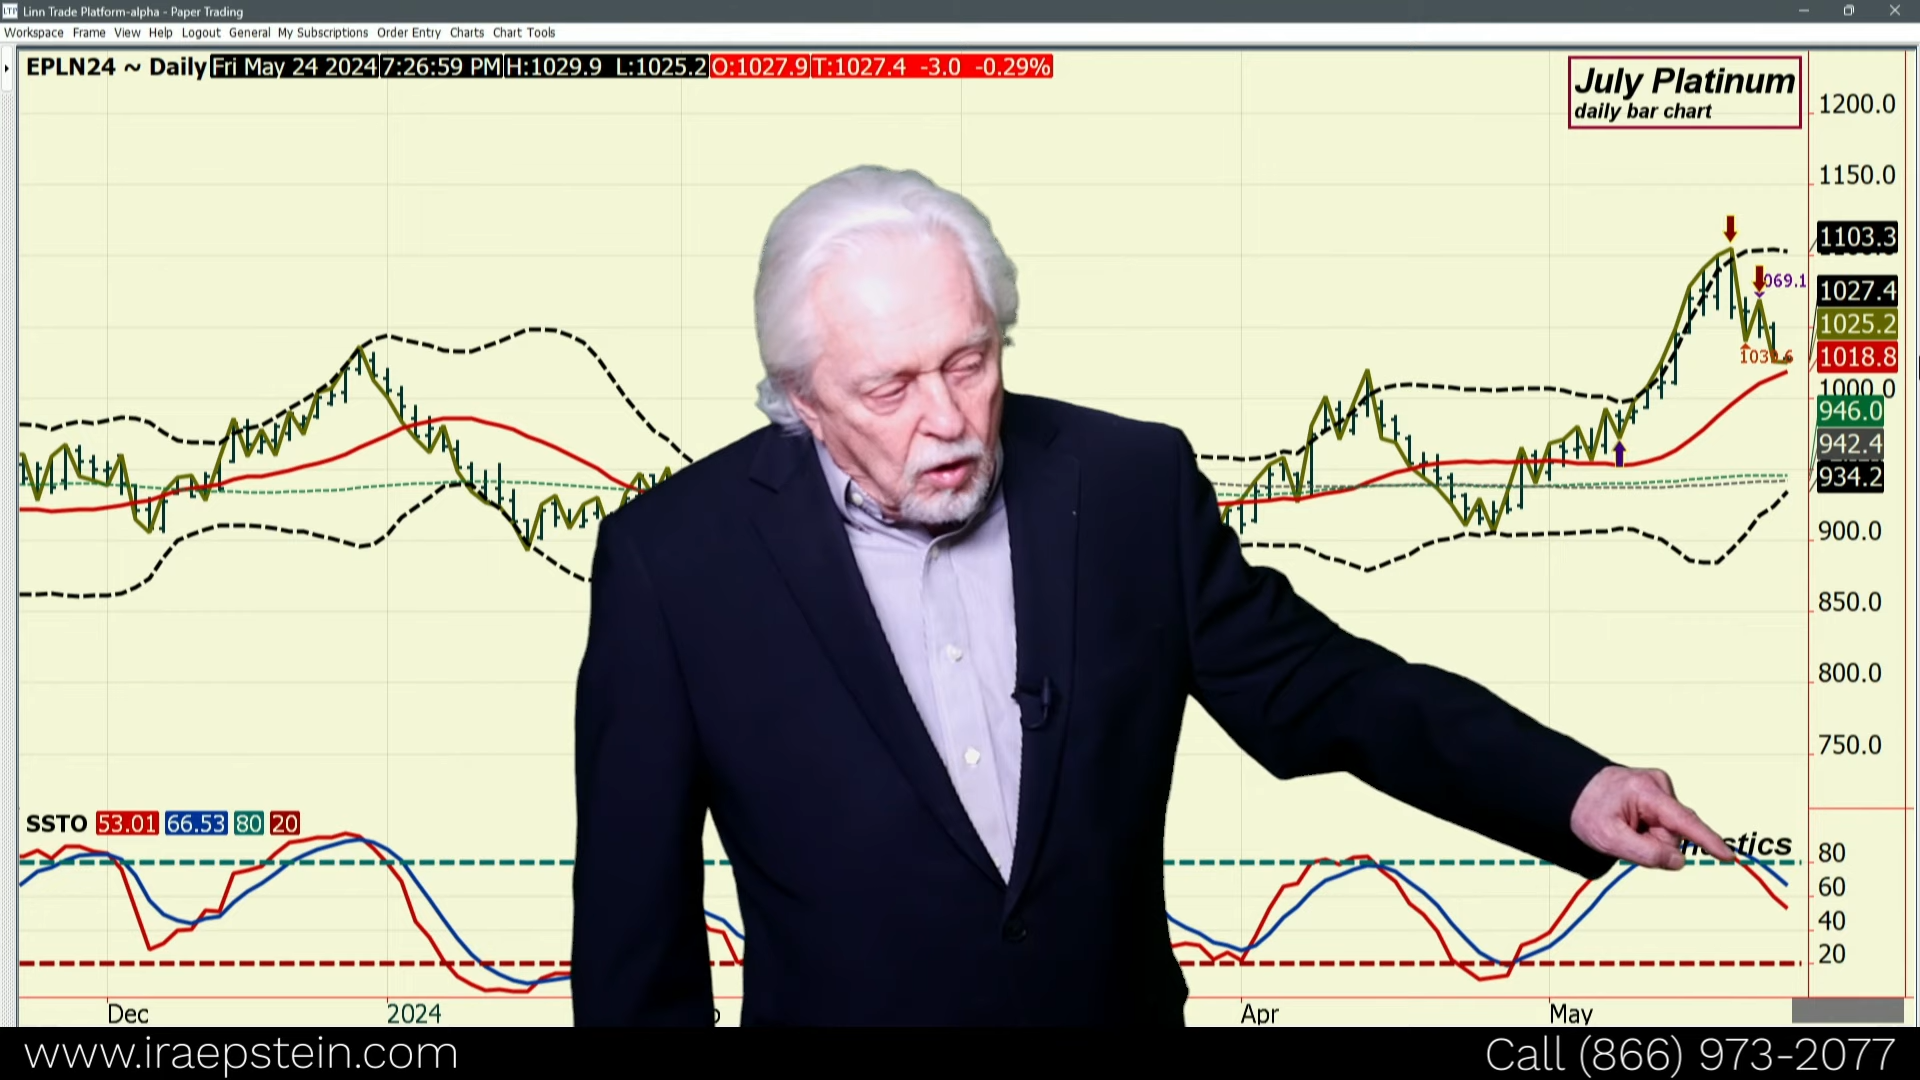 LTP Linn Trade Platform-alpha - Paper Trading
Workspace Frame View Help Logout General My Subscriptions Order Entry Charts Chart Tools
EPLN24 ~ Daily Fri May 24 2024 7:26:59 PM H:1029.9 L:1025.2 O:1027.9 T:1027.4 -3.0 -0.29%
July Platinum
daily bar chart
1200.0
1150.0
1103.3
069.1
1027.4
1025.2
1018.8
1000.0
946.0
942.4
934.2
900.0
850.0
800.0
750.0
SSTO 53.01 66.53 80 20
stics
80
60
40
20
Dec 2024 Apr May
www.iraepstein.com Call (866) 973-2077